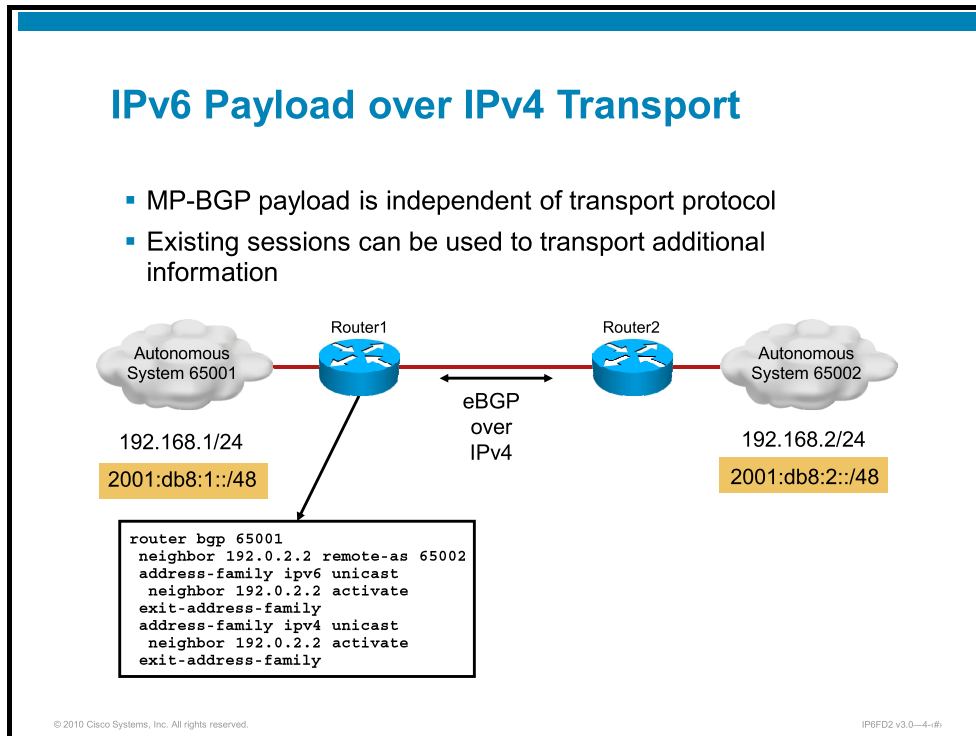 IPv6 Payload over IPv4 Transport
▪ MP-BGP payload is independent of transport protocol
▪ Existing sessions can be used to transport additional
information
Router1
Router2
Autonomous
System 65001
Autonomous
System 65002
eBGP
over
IPv4
192.168.1/24
2001:db8:1::/48
192.168.2/24
2001:db8:2::/48
router bgp 65001
neighbor 192.0.2.2 remote-as 65002
address-family ipv6 unicast
neighbor 192.0.2.2 activate
exit-address-family
address-family ipv4 unicast
neighbor 192.0.2.2 activate
exit-address-family
© 2010 Cisco Systems, Inc. All rights reserved.
IP6FD2 v3.0—4-‹#›